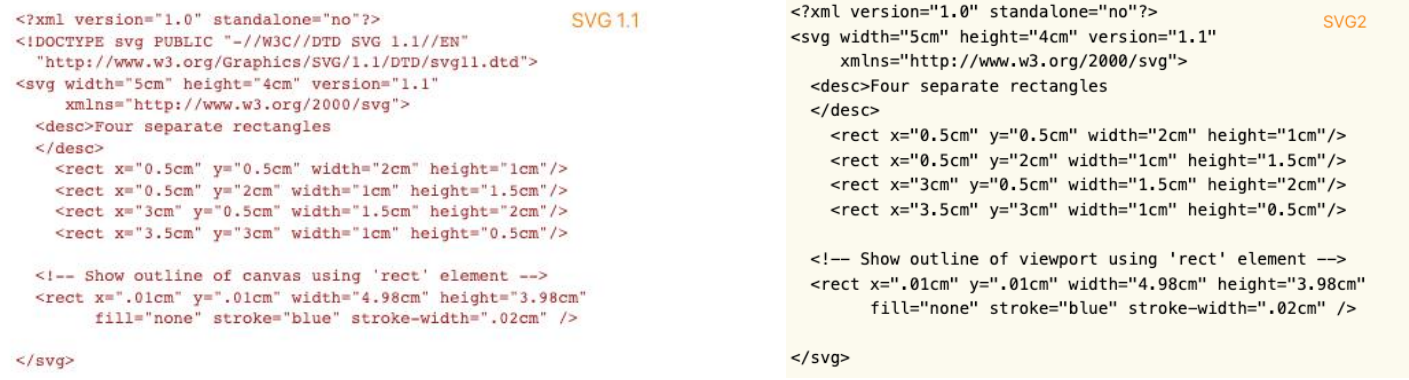 SVG 1.1
<?xml version="1.0" standalone="no"?>
<!DOCTYPE svg PUBLIC "-//W3C//DTD SVG 1.1//EN"
  "http://www.w3.org/Graphics/SVG/1.1/DTD/svg11.dtd">
<svg width="5cm" height="4cm" version="1.1"
     xmlns="http://www.w3.org/2000/svg">
  <desc>Four separate rectangles
  </desc>
    <rect x="0.5cm" y="0.5cm" width="2cm" height="1cm"/>
    <rect x="0.5cm" y="2cm" width="1cm" height="1.5cm"/>
    <rect x="3cm" y="0.5cm" width="1.5cm" height="2cm"/>
    <rect x="3.5cm" y="3cm" width="1cm" height="0.5cm"/>
  <!-- Show outline of canvas using 'rect' element -->
  <rect x=".01cm" y=".01cm" width="4.98cm" height="3.98cm"
        fill="none" stroke="blue" stroke-width=".02cm" />
</svg>
SVG2
<?xml version="1.0" standalone="no"?>
<svg width="5cm" height="4cm" version="1.1"
     xmlns="http://www.w3.org/2000/svg">
  <desc>Four separate rectangles
  </desc>
    <rect x="0.5cm" y="0.5cm" width="2cm" height="1cm"/>
    <rect x="0.5cm" y="2cm" width="1cm" height="1.5cm"/>
    <rect x="3cm" y="0.5cm" width="1.5cm" height="2cm"/>
    <rect x="3.5cm" y="3cm" width="1cm" height="0.5cm"/>
  <!-- Show outline of viewport using 'rect' element -->
  <rect x=".01cm" y=".01cm" width="4.98cm" height="3.98cm"
        fill="none" stroke="blue" stroke-width=".02cm" />
</svg>